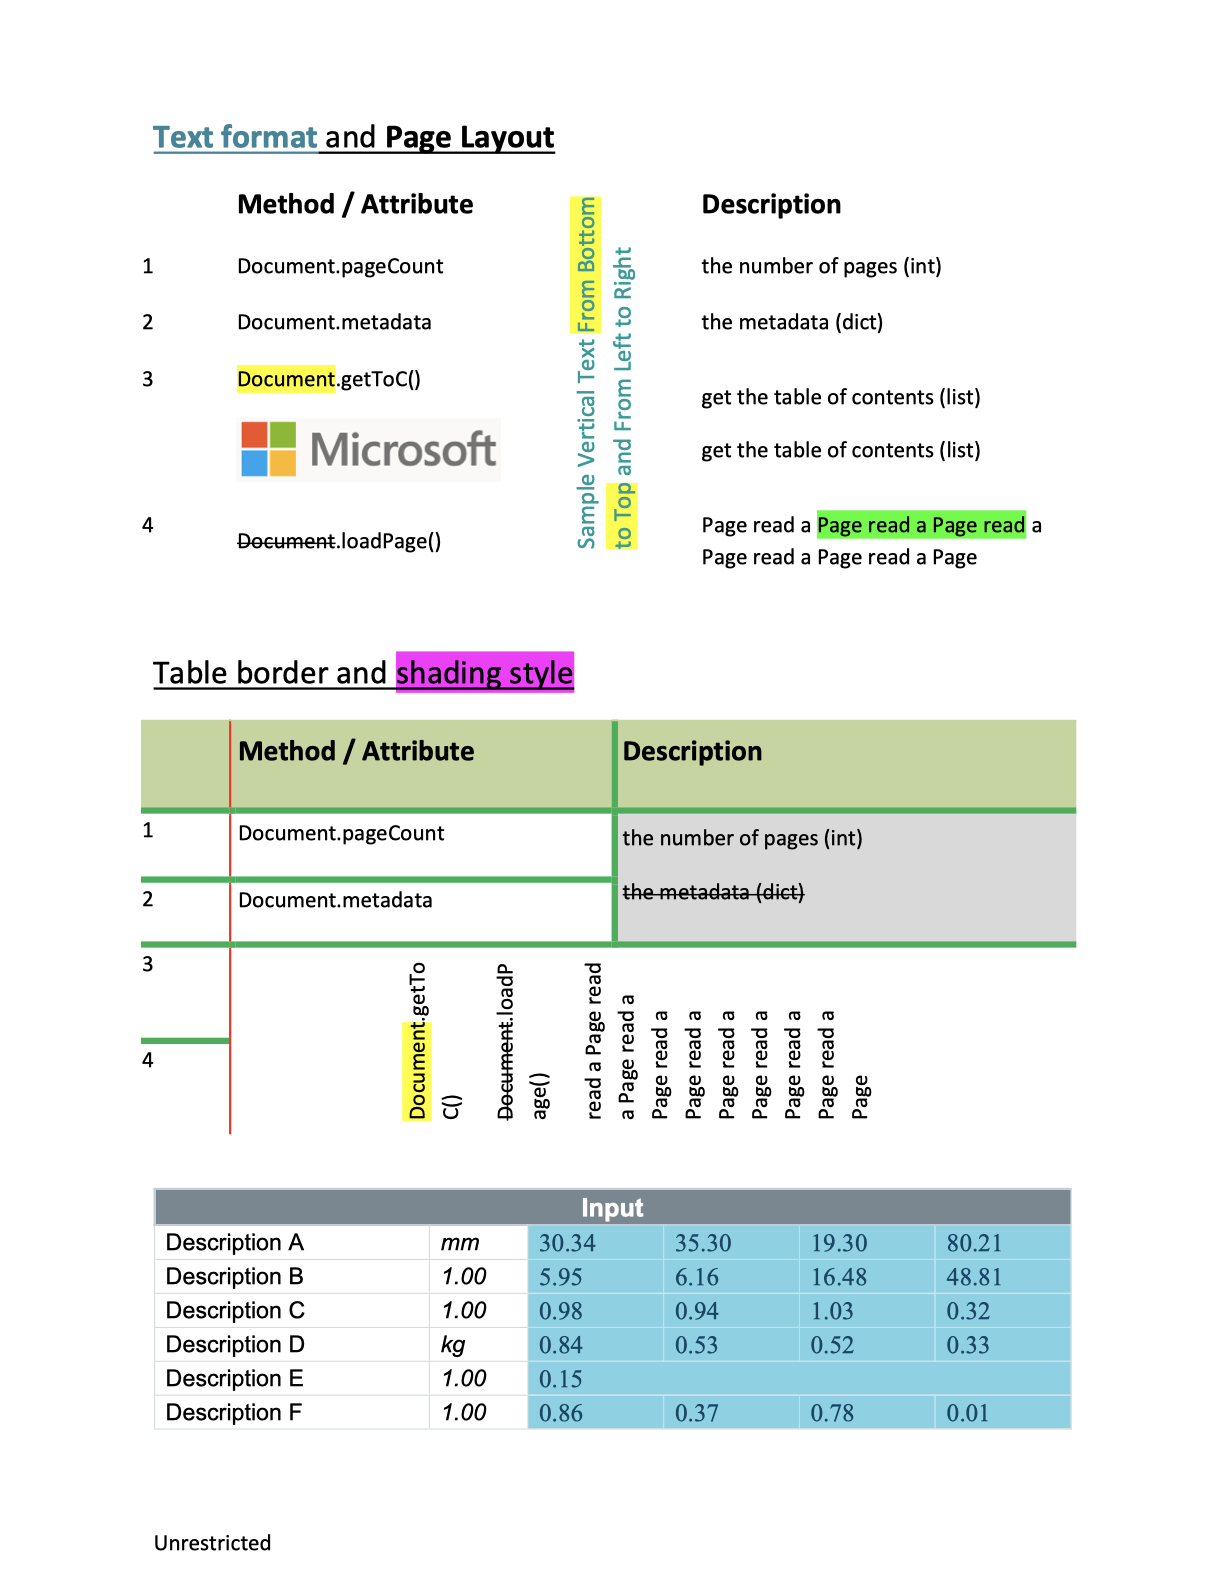 Text format and Page Layout
Method / Attribute
Description
1 Document.pageCount the number of pages (int)
2 Document.metadata the metadata (dict)
3 Document.getToC()
get the table of contents (list)
Microsoft
get the table of contents (list)
4
Document.loadPage()
Page read a Page read a Page read a
Page read a Page read a Page
Sample Vertical Text From Bottom
to Top and From Left to Right
Table border and shading style
Method / Attribute Description
1 Document.pageCount the number of pages (int)
2 Document.metadata the metadata (dict)
3
4
Document.getTo
C()
Document.loadP
age()
read a Page read
a Page read a
Page read a
Page read a
Page read a
Page read a
Page read a
Page read a
Page
Input
Description A mm 30.34 35.30 19.30 80.21
Description B 1.00 5.95 6.16 16.48 48.81
Description C 1.00 0.98 0.94 1.03 0.32
Description D kg 0.84 0.53 0.52 0.33
Description E 1.00 0.15
Description F 1.00 0.86 0.37 0.78 0.01
Unrestricted